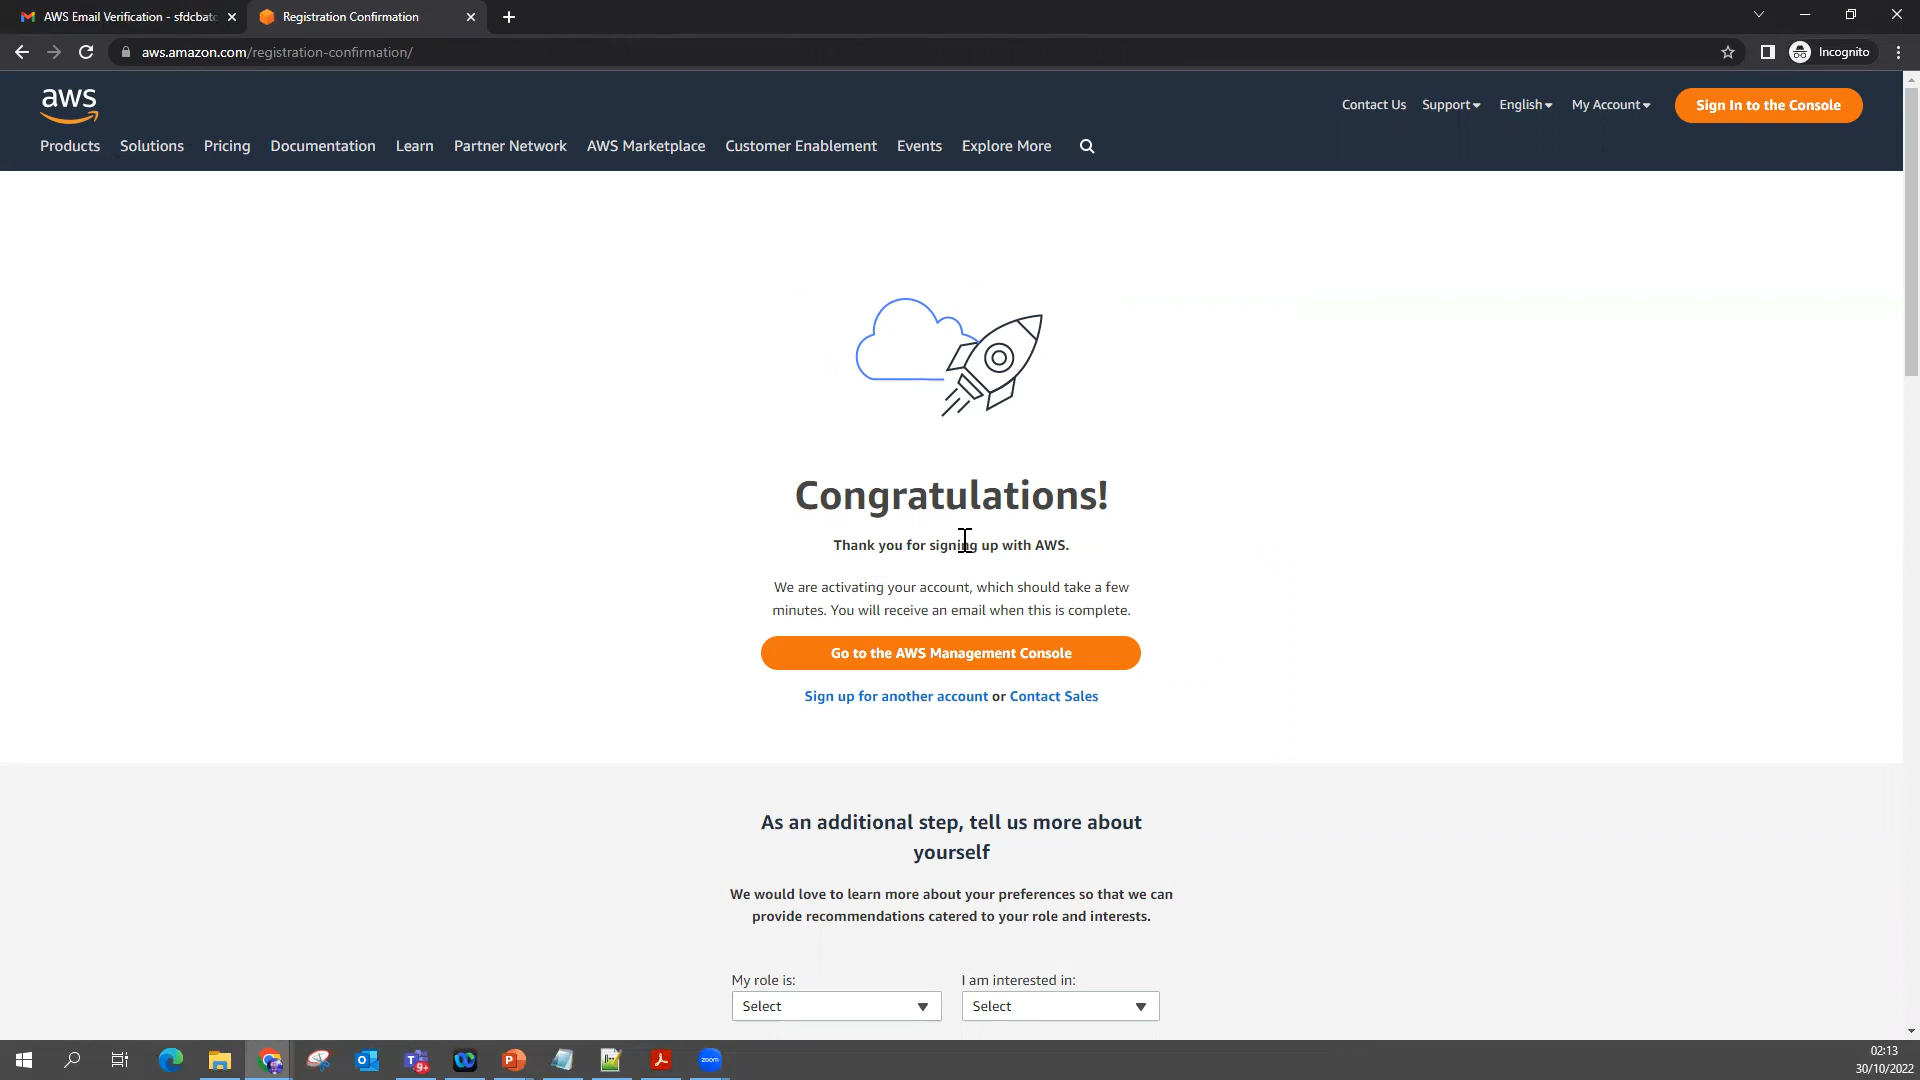 AWS Email Verification - sfdcbatc
Registration Confirmation
aws.amazon.com/registration-confirmation/
Incognito
aws
Contact Us
Support
English
My Account
Sign In to the Console
Products
Solutions
Pricing
Documentation
Learn
Partner Network
AWS Marketplace
Customer Enablement
Events
Explore More
Congratulations!
Thank you for signing up with AWS.
We are activating your account, which should take a few
minutes. You will receive an email when this is complete.
Go to the AWS Management Console
Sign up for another account or Contact Sales
As an additional step, tell us more about
yourself
We would love to learn more about your preferences so that we can
provide recommendations catered to your role and interests.
My role is:
I am interested in:
Select
Select
9+
zoom
02:13
30/10/2022